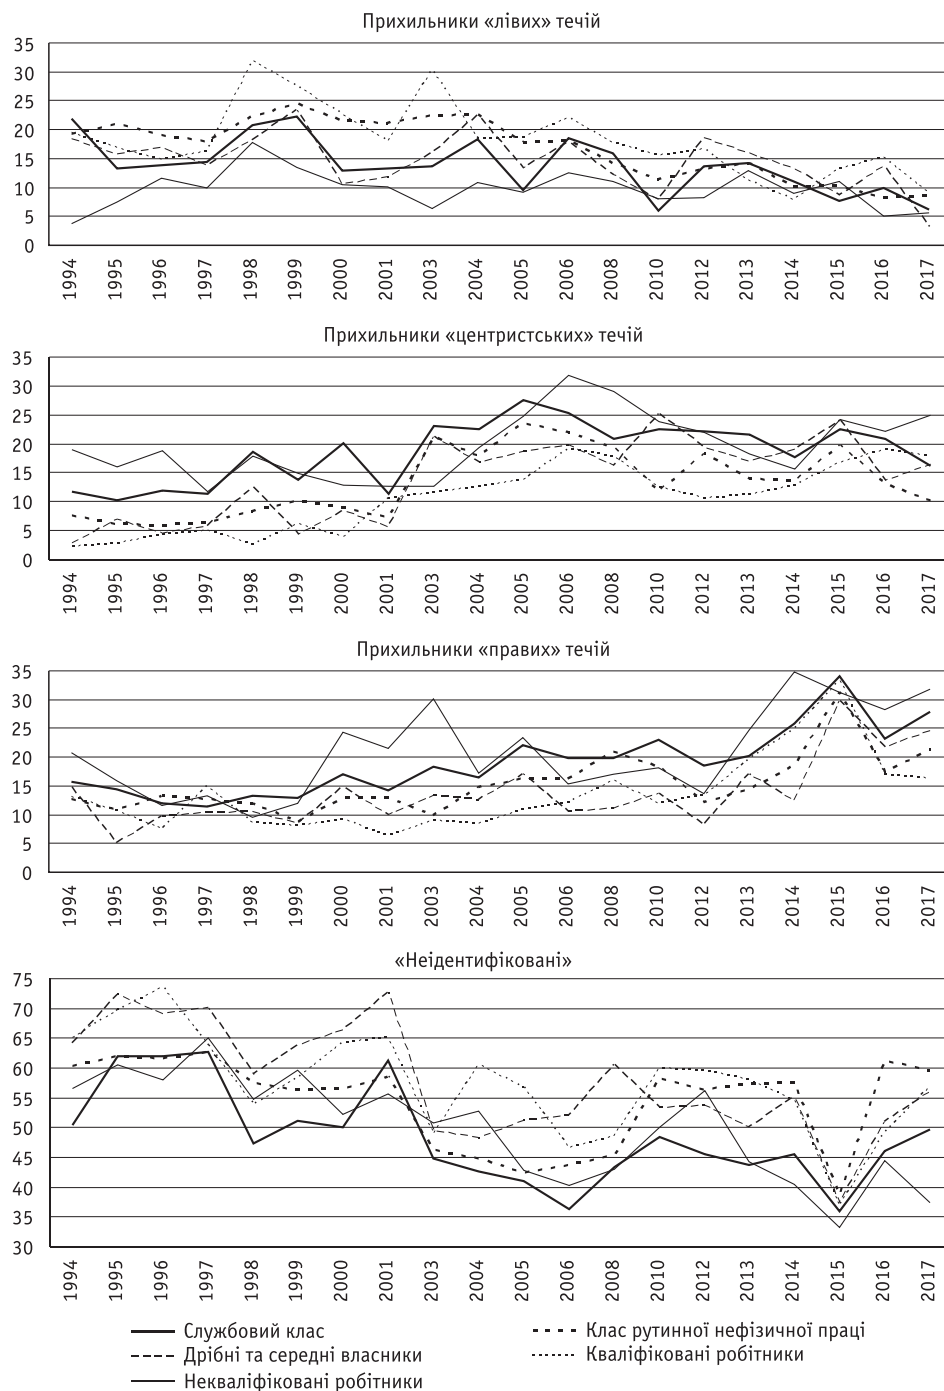 Прихильники «лівих» течій
35
30
25
20
15
10
5
0
1994 1995 1996 1997 1998 1999 2000 2001 2003 2004 2005 2006 2008 2010 2012 2013 2014 2015 2016 2017
Прихильники «центристських» течій
35
30
25
20
15
10
5
0
1994 1995 1996 1997 1998 1999 2000 2001 2003 2004 2005 2006 2008 2010 2012 2013 2014 2015 2016 2017
Прихильники «правих» течій
35
30
25
20
15
10
5
0
1994 1995 1996 1997 1998 1999 2000 2001 2003 2004 2005 2006 2008 2010 2012 2013 2014 2015 2016 2017
«Неідентифіковані»
75
70
65
60
55
50
45
40
35
30
1994 1995 1996 1997 1998 1999 2000 2001 2003 2004 2005 2006 2008 2010 2012 2013 2014 2015 2016 2017
Службовий клас
Дрібні та середні власники
Некваліфіковані робітники
Клас рутинної нефізичної праці
Кваліфіковані робітники